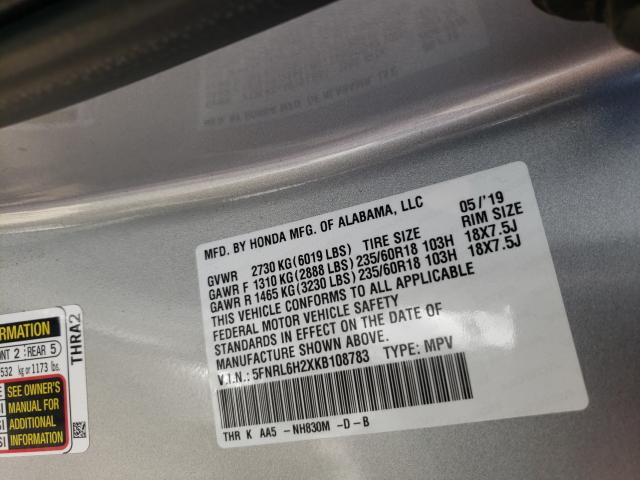 MFD. BY HONDA MFG. OF ALABAMA, LLC 05/'19
GVWR 2730 KG(6019 LBS) TIRE SIZE RIM SIZE
GAWR F 1310 KG (2888 LBS) 235/60R18 103H 18X7.5J
GAWR R 1465 KG(3230 LBS) 235/60R18 103H 18X7.5J
THIS VEHICLE CONFORMS TO ALL APPLICABLE
FEDERAL MOTOR VEHICLE SAFETY
STANDARDS IN EFFECT ON THE DATE OF
MANUFACTURE SHOWN ABOVE.
V.I.N.: 5FNRL6H2XKB108783 TYPE: MPV
THR K AA5 -NH830M -D-B
2 : REAR 5
kg or 1173 lbs.
SEE OWNER'S
MANUAL FOR
ADDITIONAL
INFORMATION
THRA2